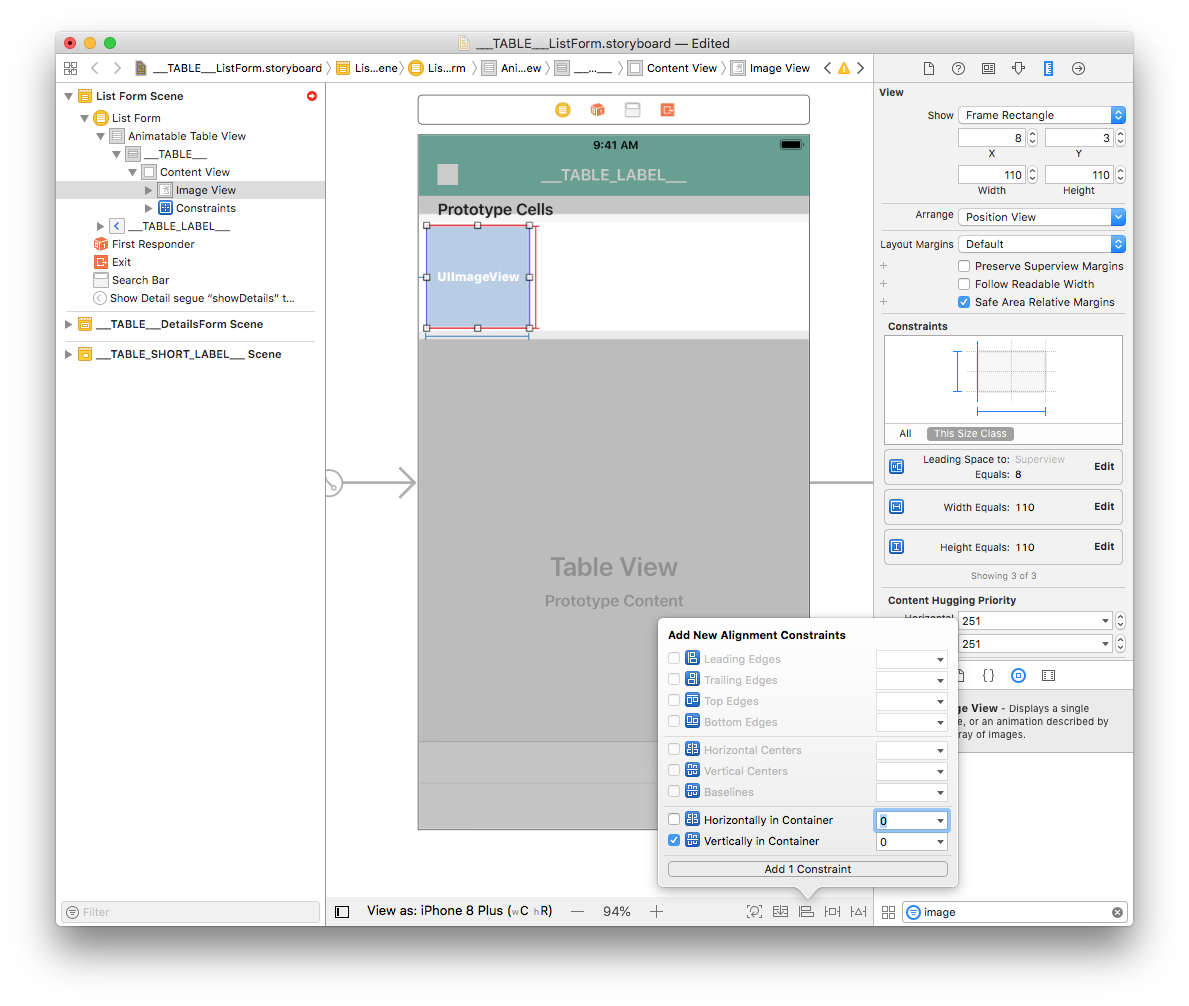 ___TABLE___ListForm.storyboard — Edited
___TABLE___ListForm.storyboard
Lis...ene
Lis...rm
Ani...ew
___...___
Content View
Image View
List Form Scene
List Form
Animatable Table View
___TABLE___
Content View
Image View
Constraints
___TABLE_LABEL___
First Responder
Exit
Search Bar
Show Detail segue “showDetails” t...
___TABLE___DetailsForm Scene
___TABLE_SHORT_LABEL___ Scene
Filter
9:41 AM
___TABLE_LABEL___
Prototype Cells
UIImageView
Table View
Prototype Content
View as: iPhone 8 Plus (wC hR)
94%
Add New Alignment Constraints
Leading Edges
Trailing Edges
Top Edges
Bottom Edges
Horizontal Centers
Vertical Centers
Baselines
Horizontally in Container 0
Vertically in Container 0
Add 1 Constraint
View
Show Frame Rectangle
8 3
X Y
110 110
Width Height
Arrange Position View
Layout Margins Default
Preserve Superview Margins
Follow Readable Width
Safe Area Relative Margins
Constraints
All This Size Class
Leading Space to: Superview
Equals: 8
Edit
Width Equals: 110 Edit
Height Equals: 110 Edit
Showing 3 of 3
Content Hugging Priority
Horizontal 251
251
ge View - Displays a single
e, or an animation described by
ray of images.
image